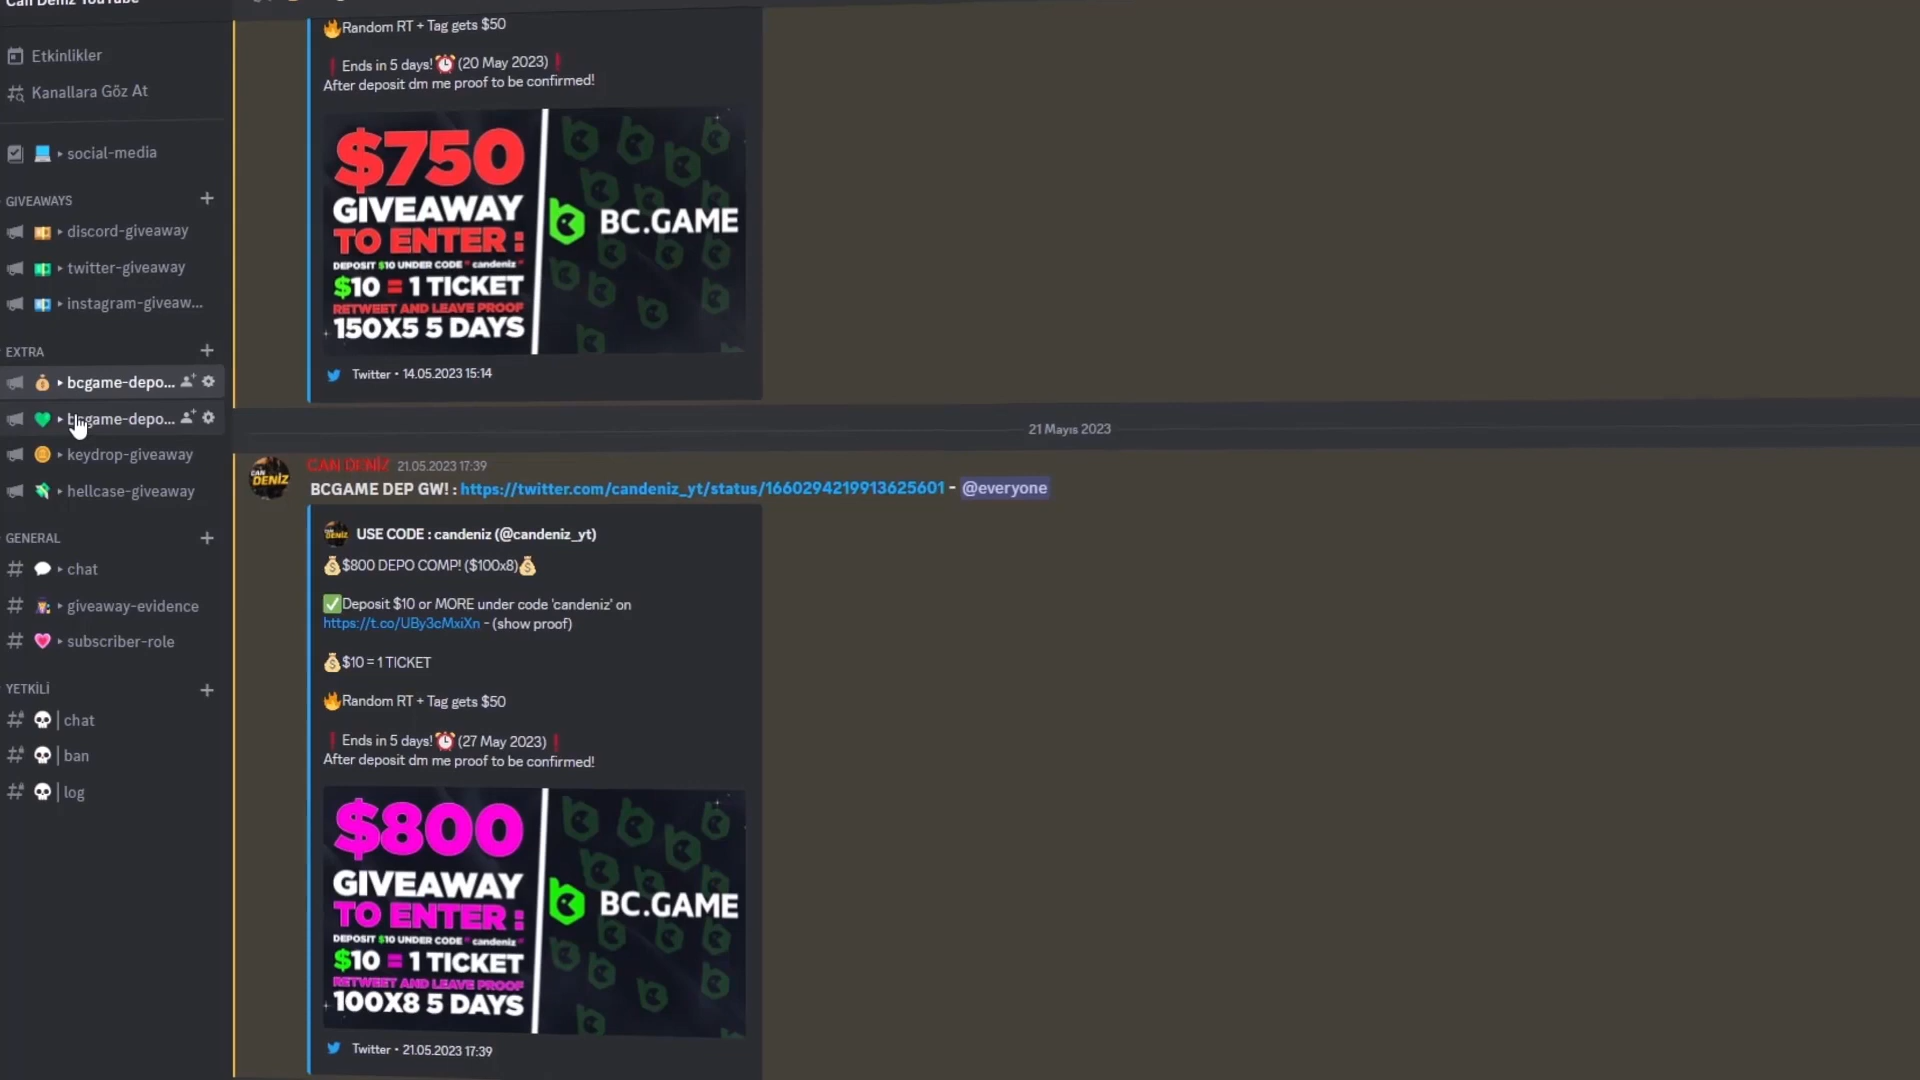 Can Deniz YouTube
Etkinlikler
Kanallara Göz At
social-media
GIVEAWAYS
discord-giveaway
twitter-giveaway
instagram-giveaw...
EXTRA
bcgame-depo...
bcgame-depo...
keydrop-giveaway
hellcase-giveaway
GENERAL
chat
giveaway-evidence
subscriber-role
YETKİLİ
| chat
| ban
| log
🔥Random RT + Tag gets $50
❗Ends in 5 days!⏰(20 May 2023)❗
After deposit dm me proof to be confirmed!
$750
GIVEAWAY
TO ENTER :
DEPOSIT $10 UNDER CODE " candeniz "
$10 = 1 TICKET
RETWEET AND LEAVE PROOF
150X5 5 DAYS
BC.GAME
Twitter • 14.05.2023 15:14
21 Mayıs 2023
CAN DENİZ 21.05.2023 17:39
BCGAME DEP GW! : https://twitter.com/candeniz_yt/status/1660294219913625601 - @everyone
CAN DENİZ
USE CODE : candeniz (@candeniz_yt)
💰$800 DEPO COMP! ($100x8)💰
✅Deposit $10 or MORE under code 'candeniz' on
https://t.co/UBy3cMxiXn - (show proof)
💰$10 = 1 TICKET
🔥Random RT + Tag gets $50
❗Ends in 5 days!⏰(27 May 2023)❗
After deposit dm me proof to be confirmed!
$800
GIVEAWAY
TO ENTER :
DEPOSIT $10 UNDER CODE " candeniz "
$10 = 1 TICKET
RETWEET AND LEAVE PROOF
100X8 5 DAYS
BC.GAME
Twitter • 21.05.2023 17:39